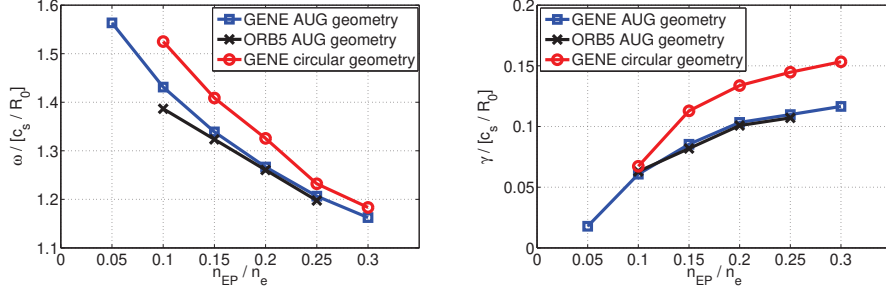 1.6
1.5
1.4
1.3
1.2
1.1
ω / [c_s / R_0]
GENE AUG geometry
ORB5 AUG geometry
GENE circular geometry
0 0.05 0.1 0.15 0.2 0.25 0.3
n_EP / n_e
0.2
0.15
0.1
0.05
0
γ / [c_s / R_0]
GENE AUG geometry
ORB5 AUG geometry
GENE circular geometry
0 0.05 0.1 0.15 0.2 0.25 0.3
n_EP / n_e